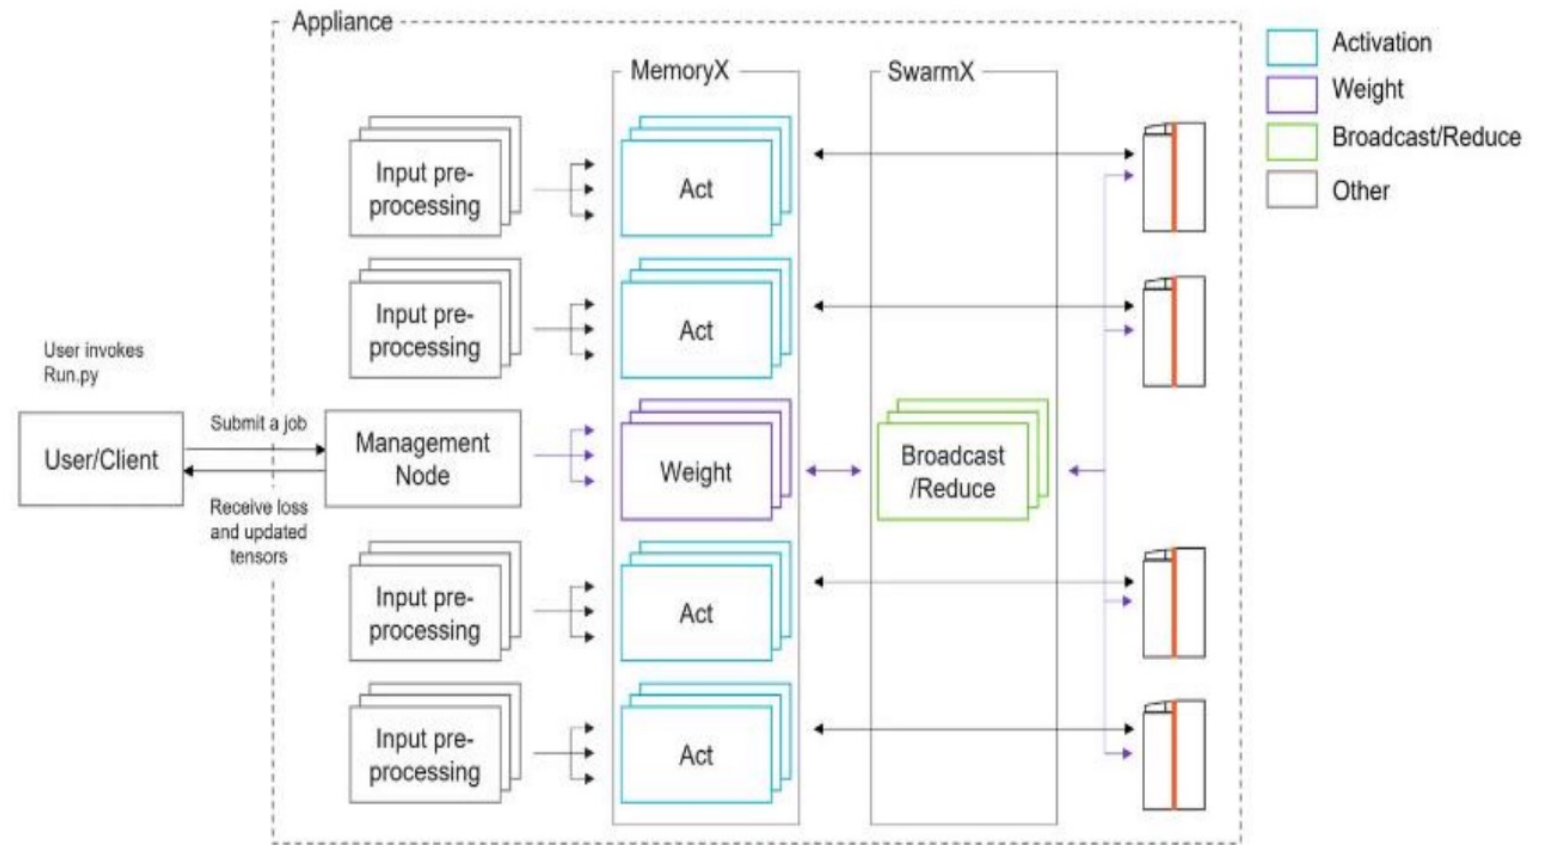 Appliance
MemoryX
SwarmX
Activation
Weight
Broadcast/Reduce
Other
Input pre-
processing
Act
Input pre-
processing
Act
User invokes
Run.py
User/Client
Submit a job
Receive loss
and updated
tensors
Management
Node
Weight
Broadcast
/Reduce
Input pre-
processing
Act
Input pre-
processing
Act